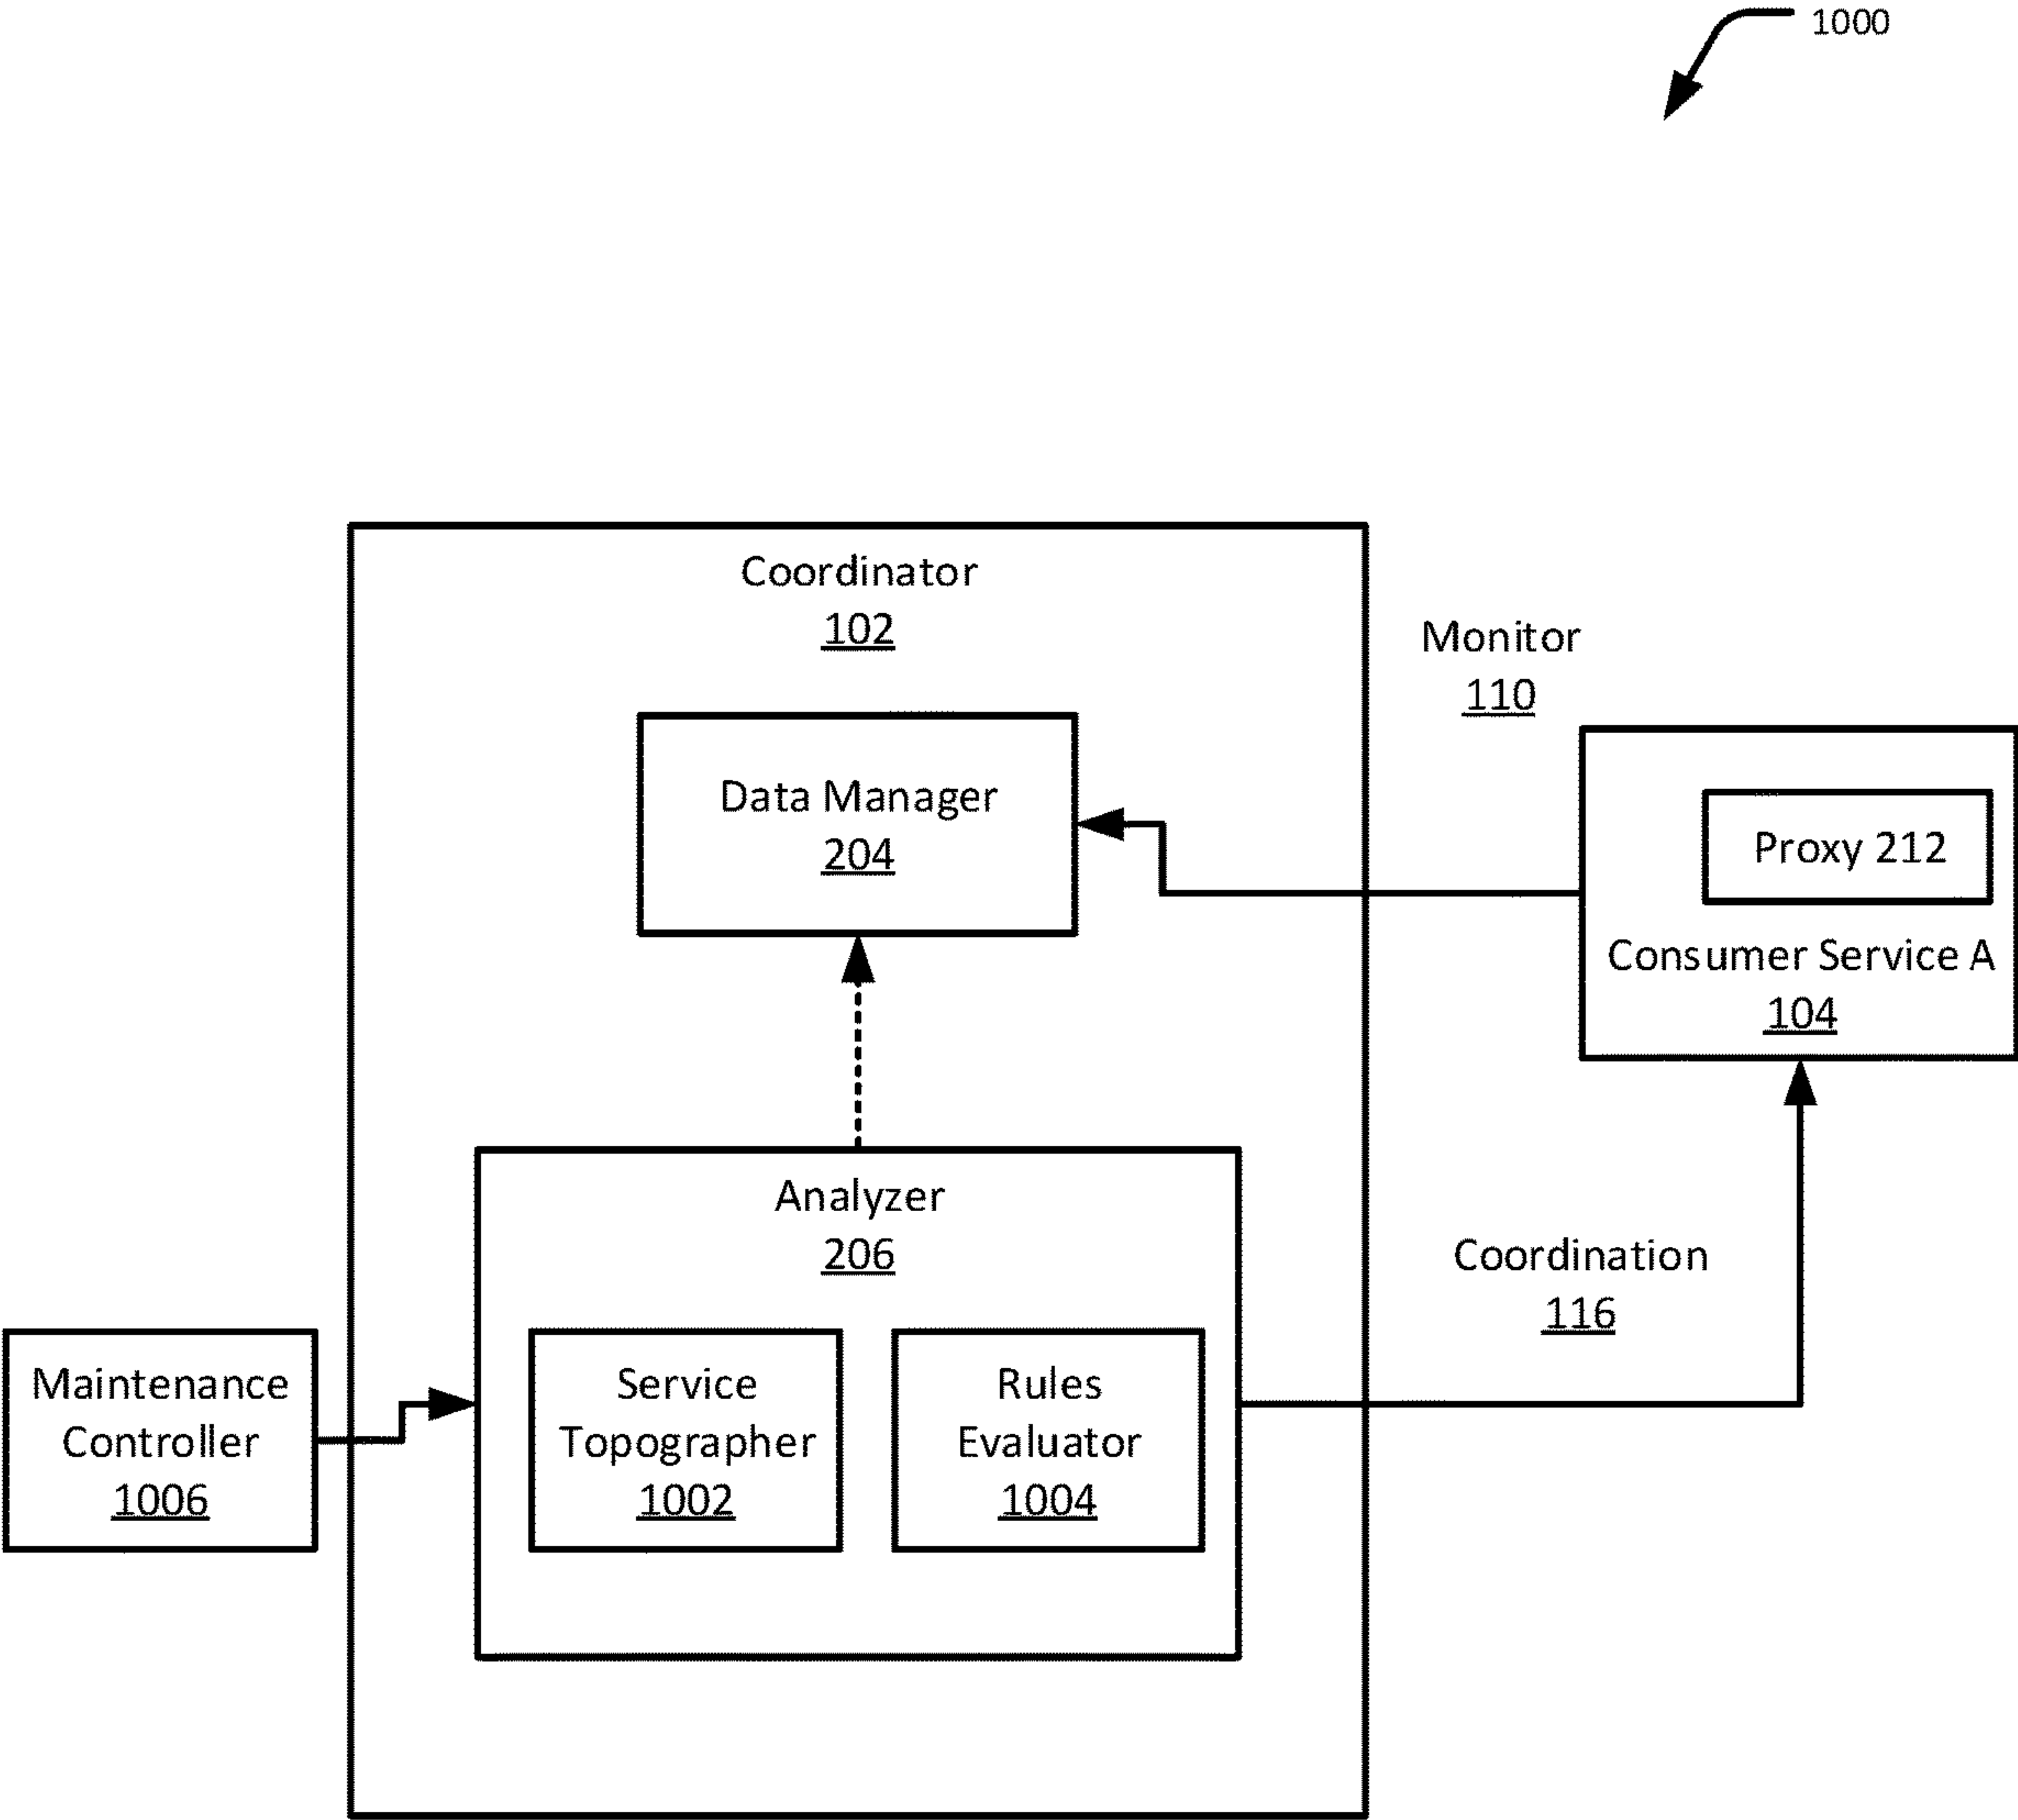 1000
Coordinator
102
Monitor
110
Data Manager
204
Proxy 212
Consumer Service A
104
Analyzer
206
Coordination
116
Maintenance
Controller
1006
Service
Topographer
1002
Rules
Evaluator
1004